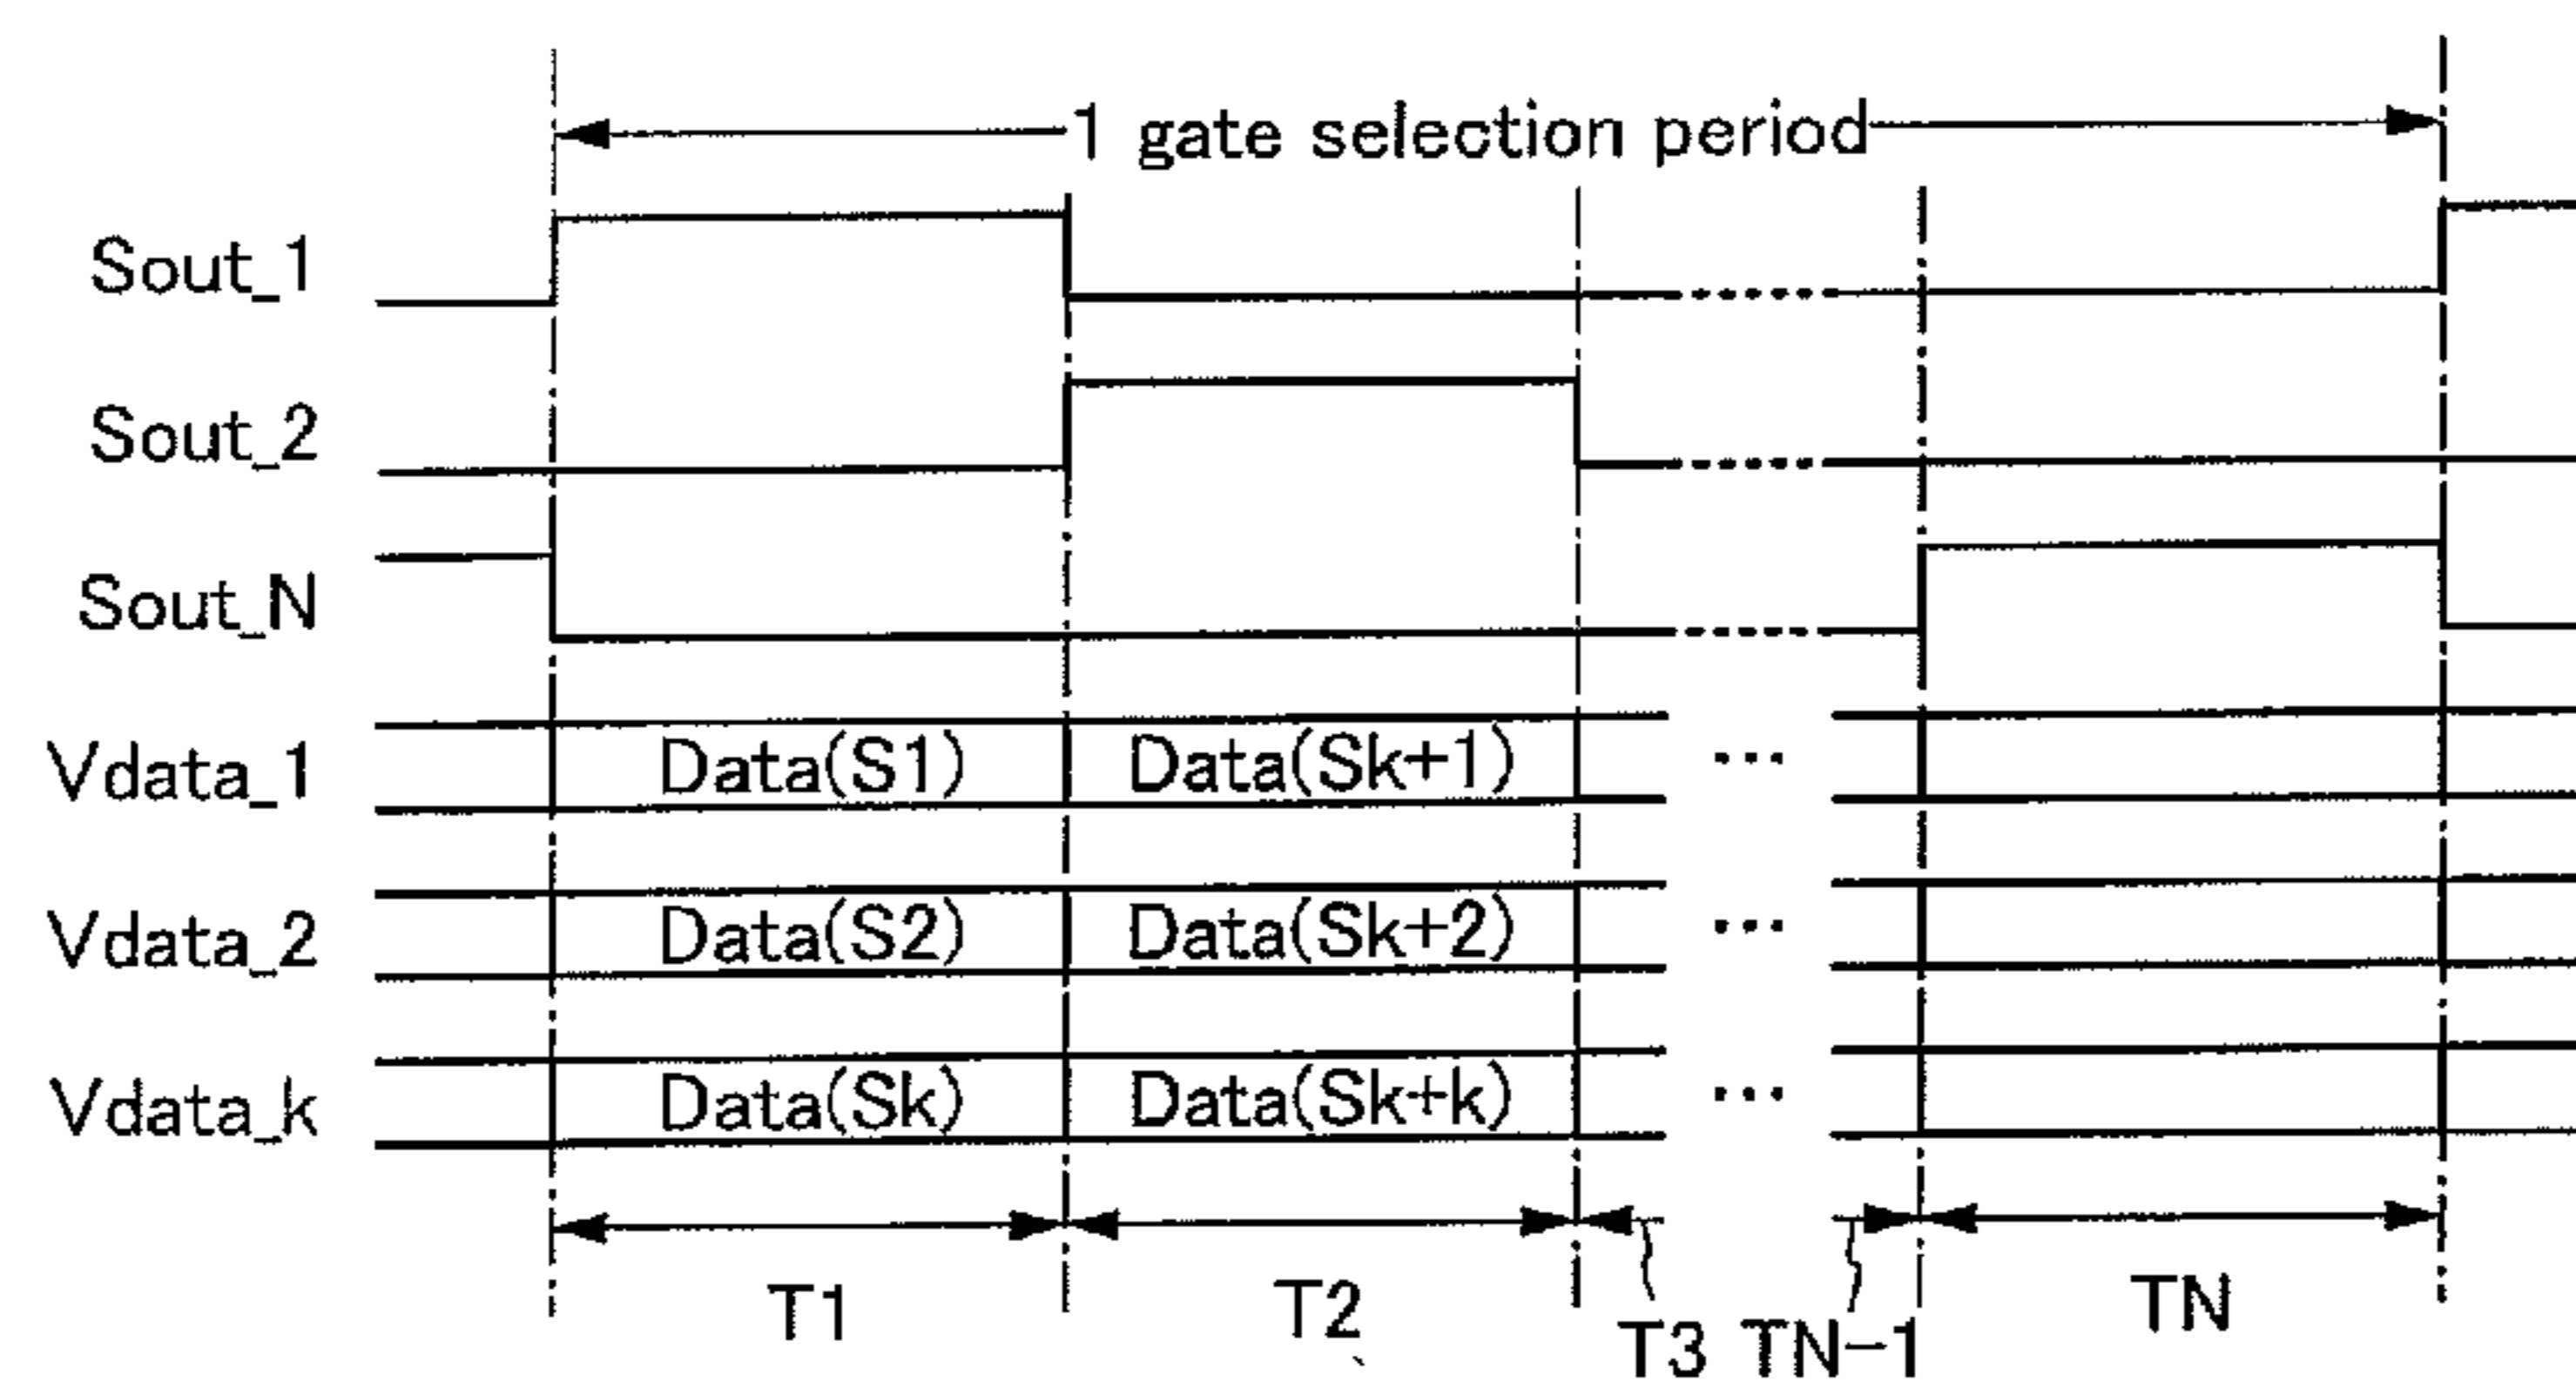 1 gate selection period
Sout_1
Sout_2
Sout_N
Vdata_1 Data(S1) Data(Sk+1) ...
Vdata_2 Data(S2) Data(Sk+2) ...
Vdata_k Data(Sk) Data(Sk+k) ...
T1 T2 T3 TN-1 TN